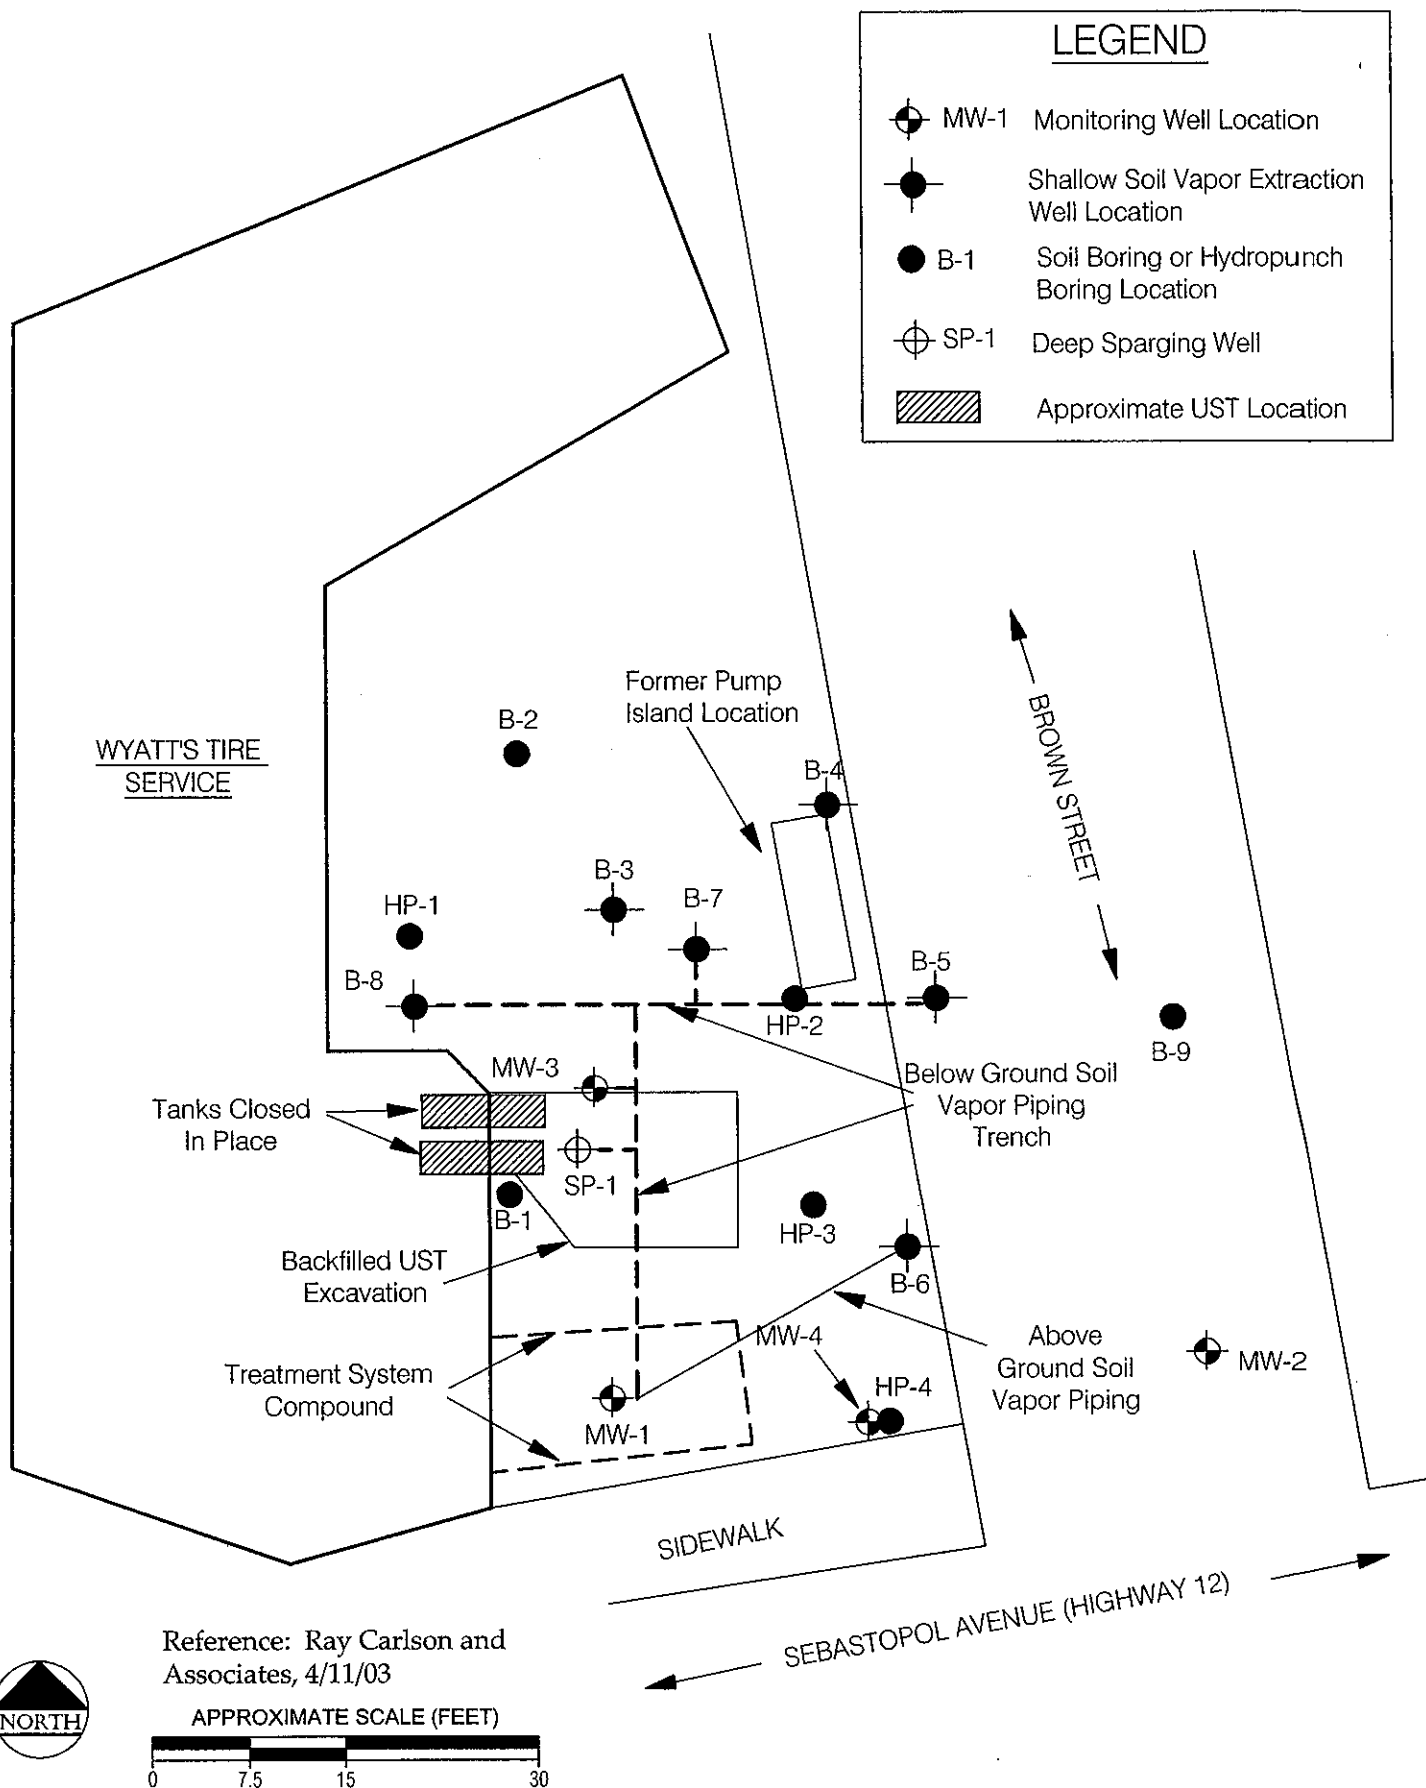 LEGEND
MW-1 Monitoring Well Location
Shallow Soil Vapor Extraction
Well Location
B-1 Soil Boring or Hydropunch
Boring Location
SP-1 Deep Sparging Well
Approximate UST Location
Former Pump
Island Location
B-2
WYATT'S TIRE
SERVICE
B-4
BROWN STREET
B-3
B-7
HP-1
B-5
B-8
HP-2
B-9
MW-3
Below Ground Soil
Vapor Piping
Trench
Tanks Closed
In Place
SP-1
B-1
HP-3
Backfilled UST
Excavation
B-6
MW-4
Above
Ground Soil
Vapor Piping
MW-2
Treatment System
Compound
HP-4
MW-1
SIDEWALK
SEBASTOPOL AVENUE (HIGHWAY 12)
Reference: Ray Carlson and
Associates, 4/11/03
NORTH
APPROXIMATE SCALE (FEET)
0 7.5 15 30